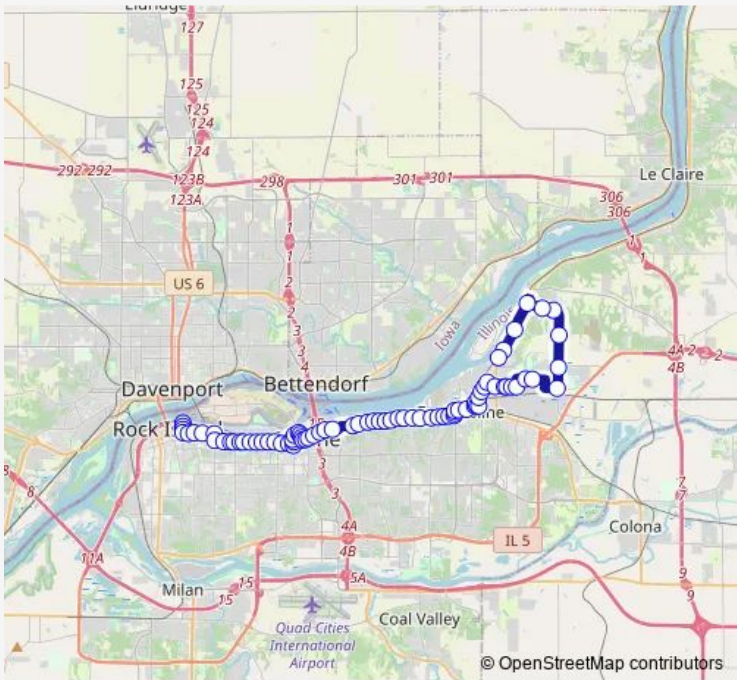 Eldridge
127
125
125
124
124
292 292
123B
123A
298
301 301
306
306
Le Claire
1
1
1
1
2
2
US 6
3
3
4
Iowa
Illinois
4A 2 2
4B
Davenport
Bettendorf
Rock I
line
3
3
8
8
4A
4B
IL 5
7
7
Colona
11A
15
15
5A
Milan
9
9
Quad Cities
International
Airport
Coal Valley
© OpenStreetMap contributors